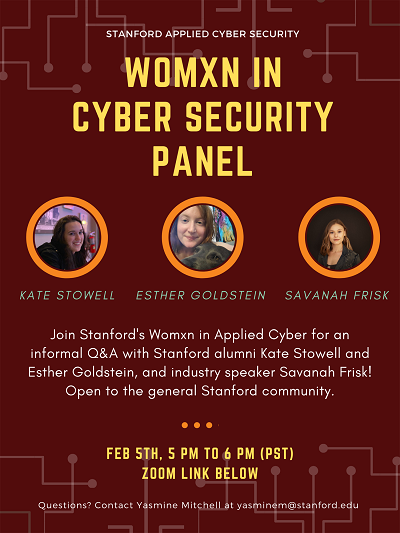 STANFORD APPLIED CYBER SECURITY
WOMXN IN
CYBER SECURITY
PANEL
KATE STOWELL ESTHER GOLDSTEIN SAVANAH FRISK
Join Stanford's Womxn in Applied Cyber for an
informal Q&A with Stanford alumni Kate Stowell and
Esther Goldstein, and industry speaker Savanah Frisk!
Open to the general Stanford community.
FEB 5TH, 5 PM TO 6 PM (PST)
ZOOM LINK BELOW
Questions? Contact Yasmine Mitchell at yasminem@stanford.edu